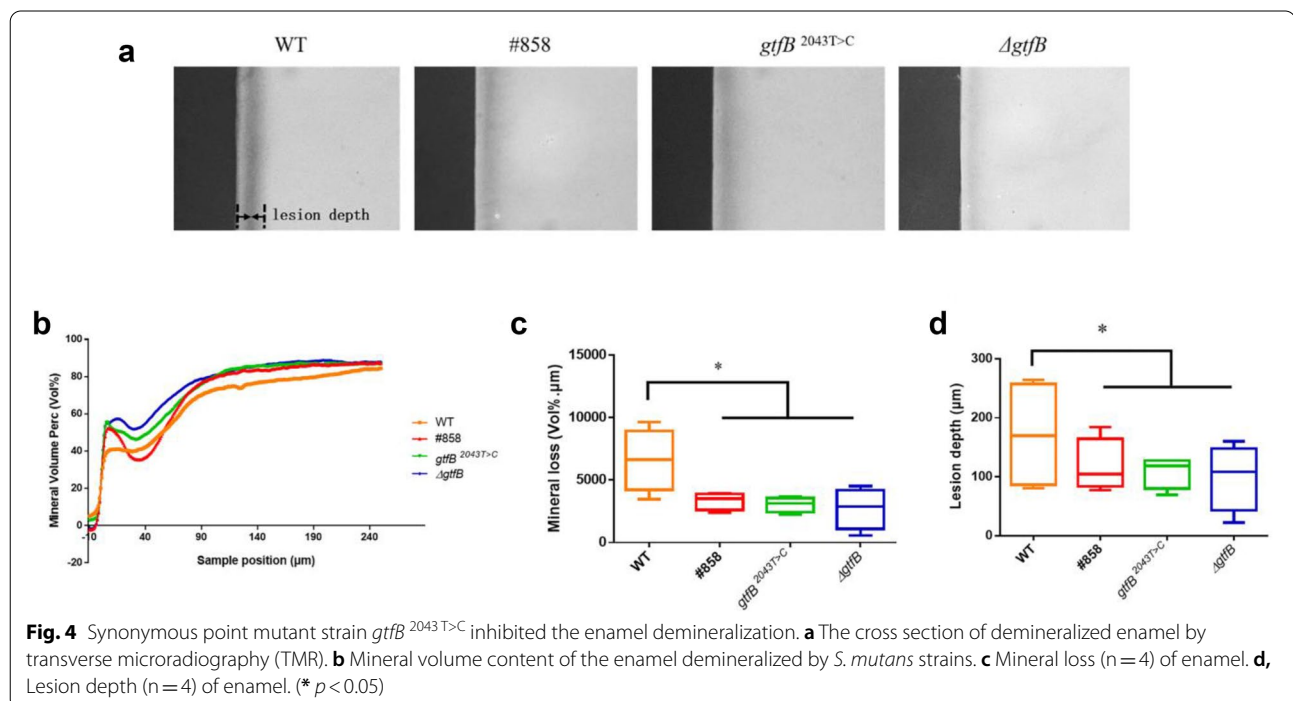 a
WT #858 gtfB 2043T>C ΔgtfB
lesion depth
b
Mineral Volume Perc (Vol%)
100
80
60
40
20
0
-20
-10 40 90 140 190 240
Sample position (μm)
WT
#858
gtfB 2043T>C
ΔgtfB
c
Mineral loss (Vol%.μm)
15000
10000
5000
0
*
WT #858 gtfB 2043T>C ΔgtfB
d
Lesion depth (μm)
300
200
100
0
*
WT #858 gtfB 2043T>C ΔgtfB
Fig. 4 Synonymous point mutant strain gtfB 2043 T>C inhibited the enamel demineralization. a The cross section of demineralized enamel by
transverse microradiography (TMR). b Mineral volume content of the enamel demineralized by S. mutans strains. c Mineral loss (n = 4) of enamel. d,
Lesion depth (n = 4) of enamel. (* p < 0.05)